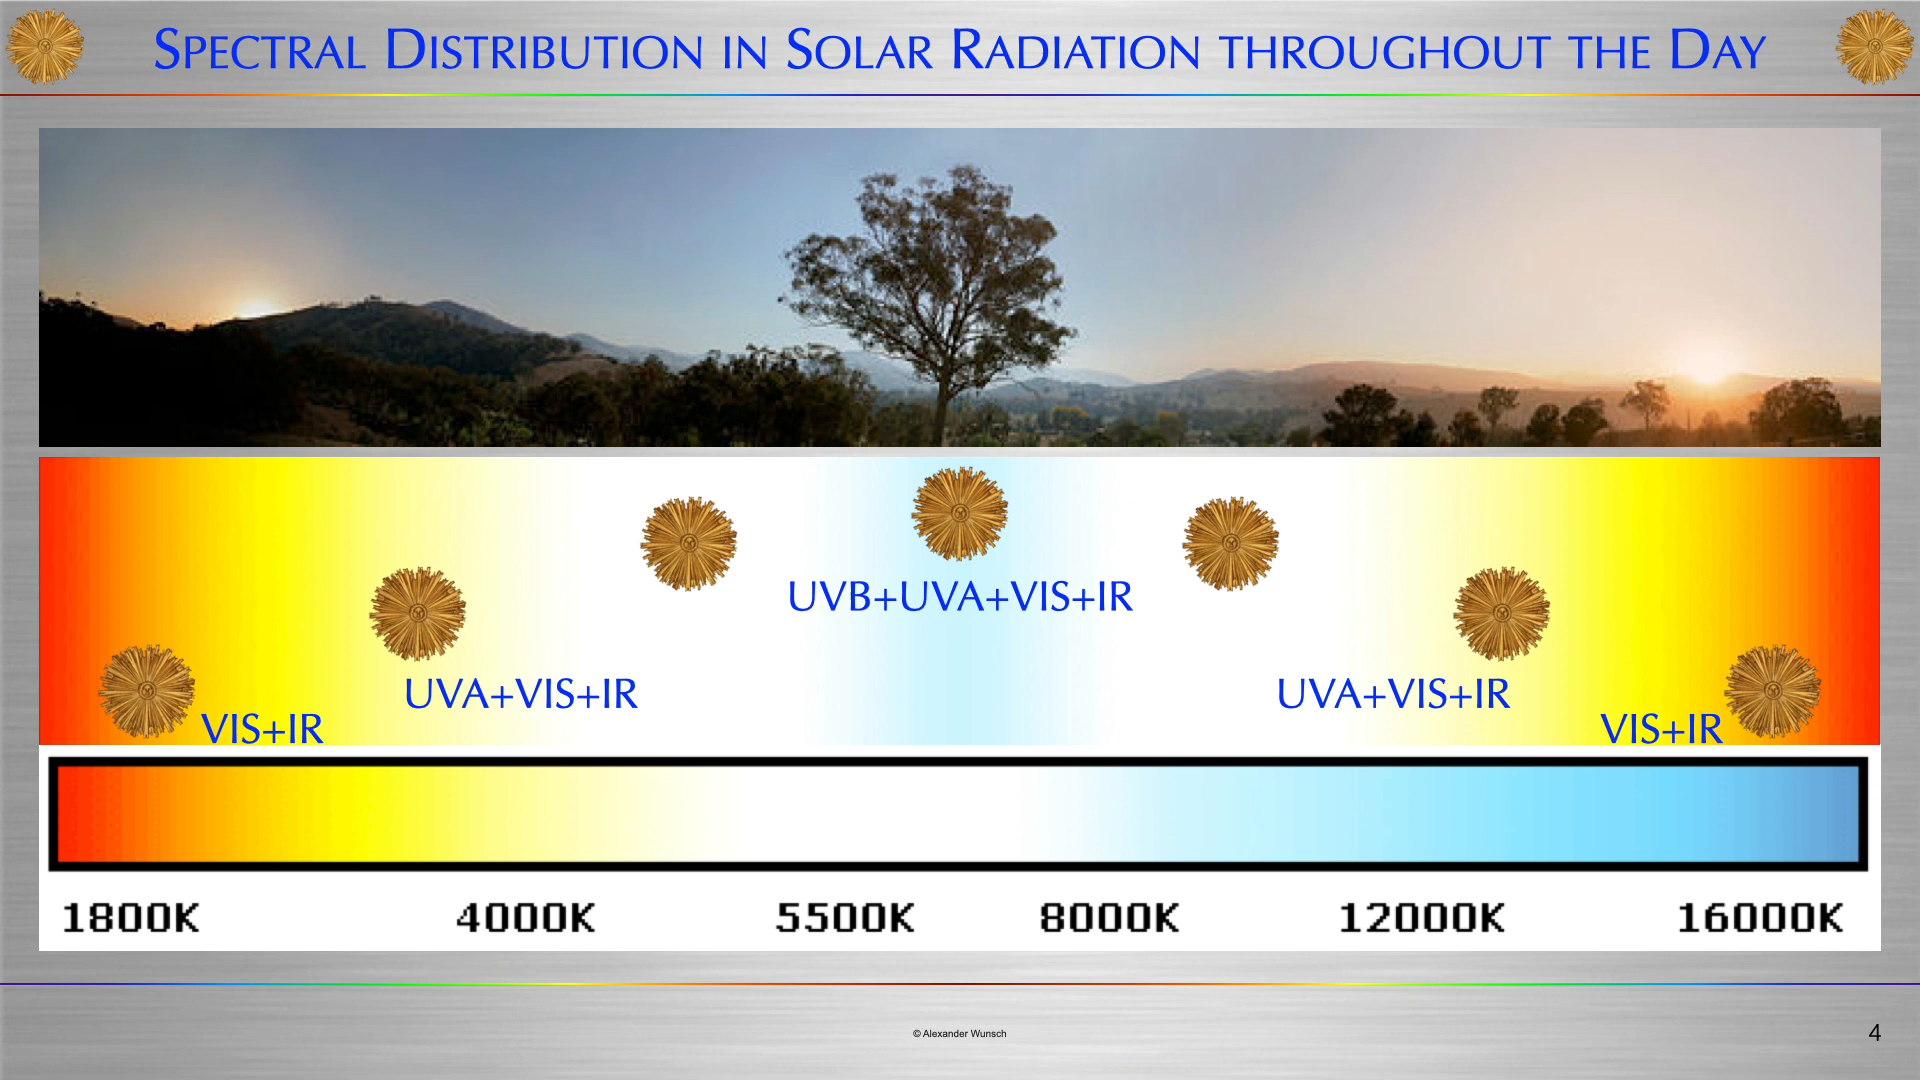 Spectral Distribution in Solar Radiation throughout the Day
UVB+UVA+VIS+IR
UVA+VIS+IR
UVA+VIS+IR
VIS+IR
VIS+IR
1800K 4000K 5500K 8000K 12000K 16000K
© Alexander Wunsch
4